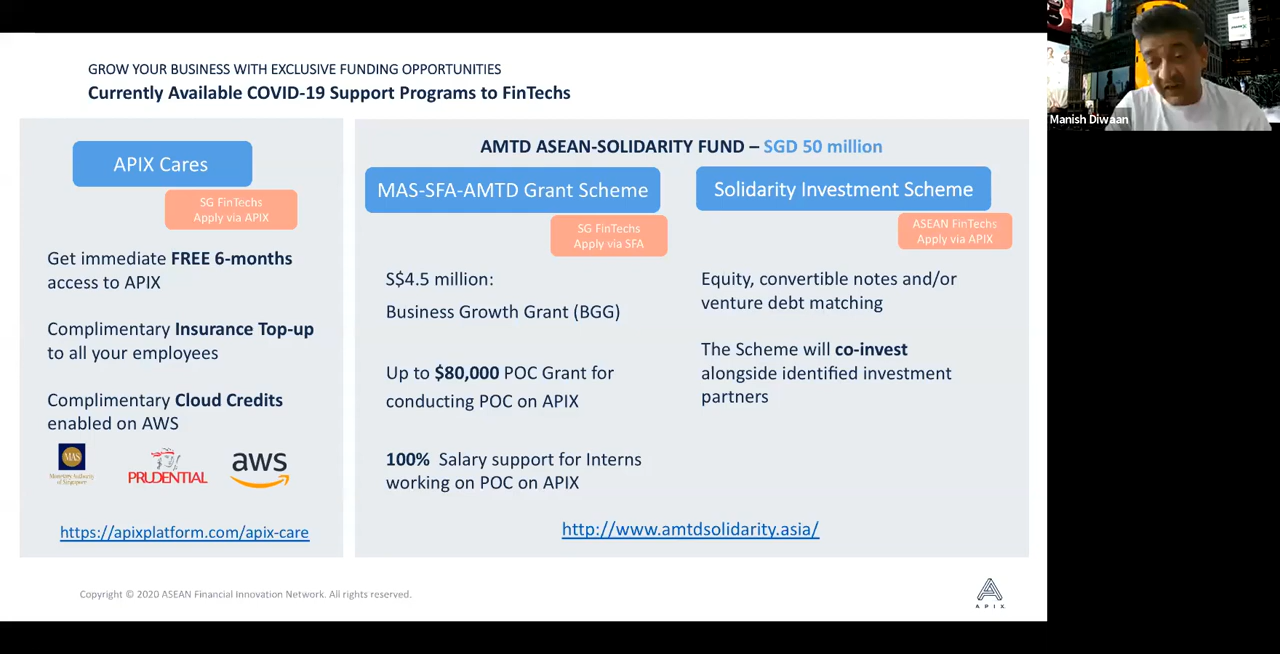 GROW YOUR BUSINESS WITH EXCLUSIVE FUNDING OPPORTUNITIES
Currently Available COVID-19 Support Programs to FinTechs
APIX Cares
SG FinTechs
Apply via APIX
Get immediate FREE 6-months
access to APIX
Complimentary Insurance Top-up
to all your employees
Complimentary Cloud Credits
enabled on AWS
MAS
Monetary Authority
of Singapore
PRUDENTIAL
aws
https://apixplatform.com/apix-care
AMTD ASEAN-SOLIDARITY FUND – SGD 50 million
MAS-SFA-AMTD Grant Scheme
SG FinTechs
Apply via SFA
S$4.5 million:
Business Growth Grant (BGG)
Up to $80,000 POC Grant for
conducting POC on APIX
100% Salary support for Interns
working on POC on APIX
Solidarity Investment Scheme
ASEAN FinTechs
Apply via APIX
Equity, convertible notes and/or
venture debt matching
The Scheme will co-invest
alongside identified investment
partners
http://www.amtdsolidarity.asia/
Copyright © 2020 ASEAN Financial Innovation Network. All rights reserved.
APIX
Manish Diwaan